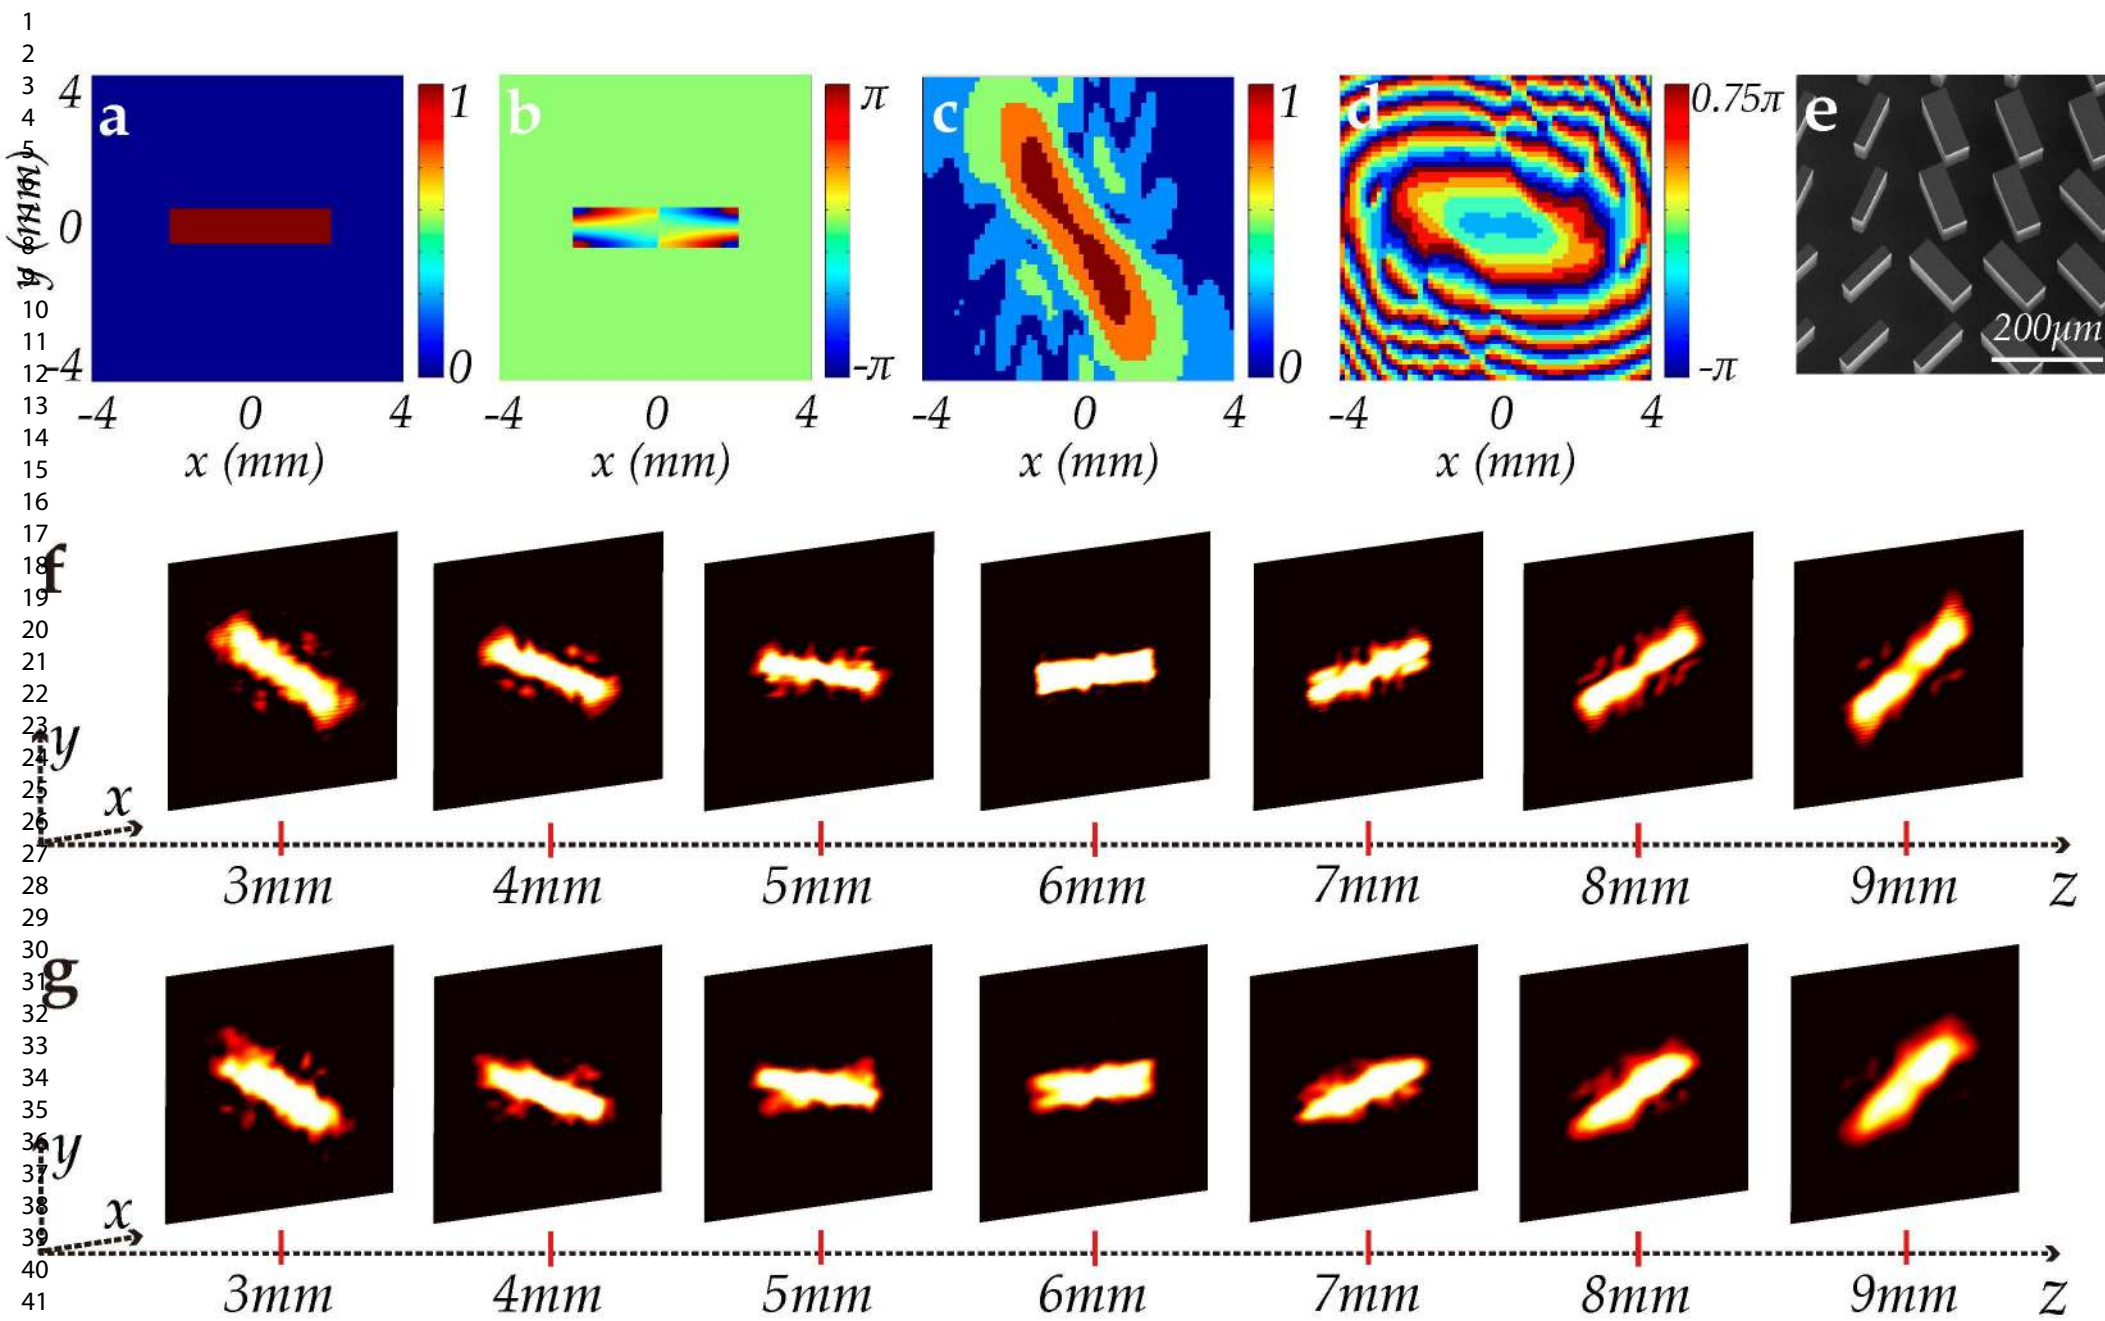 1
2
3
4
5
6
7
8
9
10
11
12
13
14
15
16
17
18
19
20
21
22
23
24
25
26
27
28
29
30
31
32
33
34
35
36
37
38
39
40
41
a b c d e
4 1 π 1 0.75π
y (mm)
0
200μm
-4 0 -π 0 -π
-4 0 4 -4 0 4 -4 0 4 -4 0 4
x (mm) x (mm) x (mm) x (mm)
f
y
x
3mm 4mm 5mm 6mm 7mm 8mm 9mm z
g
y
x
3mm 4mm 5mm 6mm 7mm 8mm 9mm z